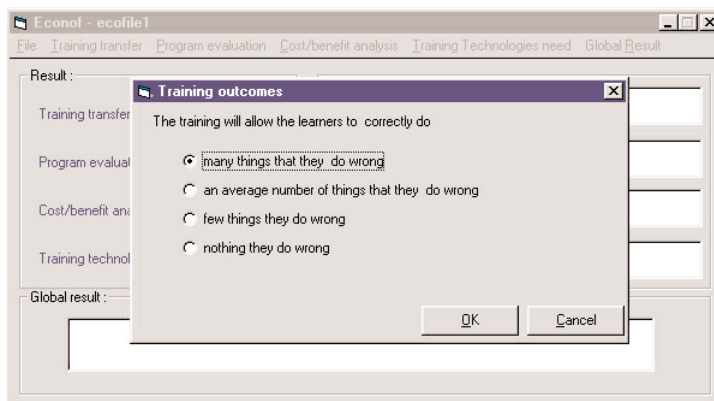 Econof - ecofile1
File Training transfer Program evaluation Cost/benefit analysis Training Technologies need Global Result
Result :
Training outcomes
Training transfer
The training will allow the learners to correctly do
many things that they do wrong
Program evaluat
an average number of things that they do wrong
Cost/benefit ana
few things they do wrong
Training technol
nothing they do wrong
Global result :
OK Cancel